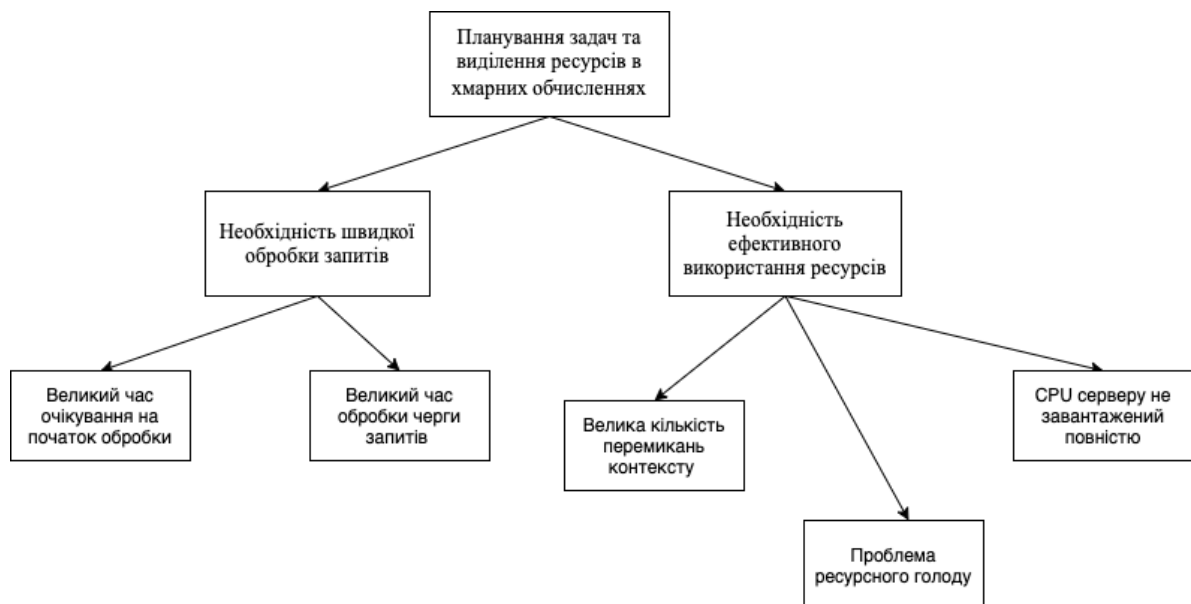 Планування задач та
виділення ресурсів в
хмарних обчисленнях
Необхідність швидкої
обробки запитів
Необхідність
ефективного
використання ресурсів
Великий час
очікування на
початок обробки
Великий час
обробки черги
запитів
Велика кількість
перемикань
контексту
CPU серверу не
завантажений
повністю
Проблема
ресурсного голоду